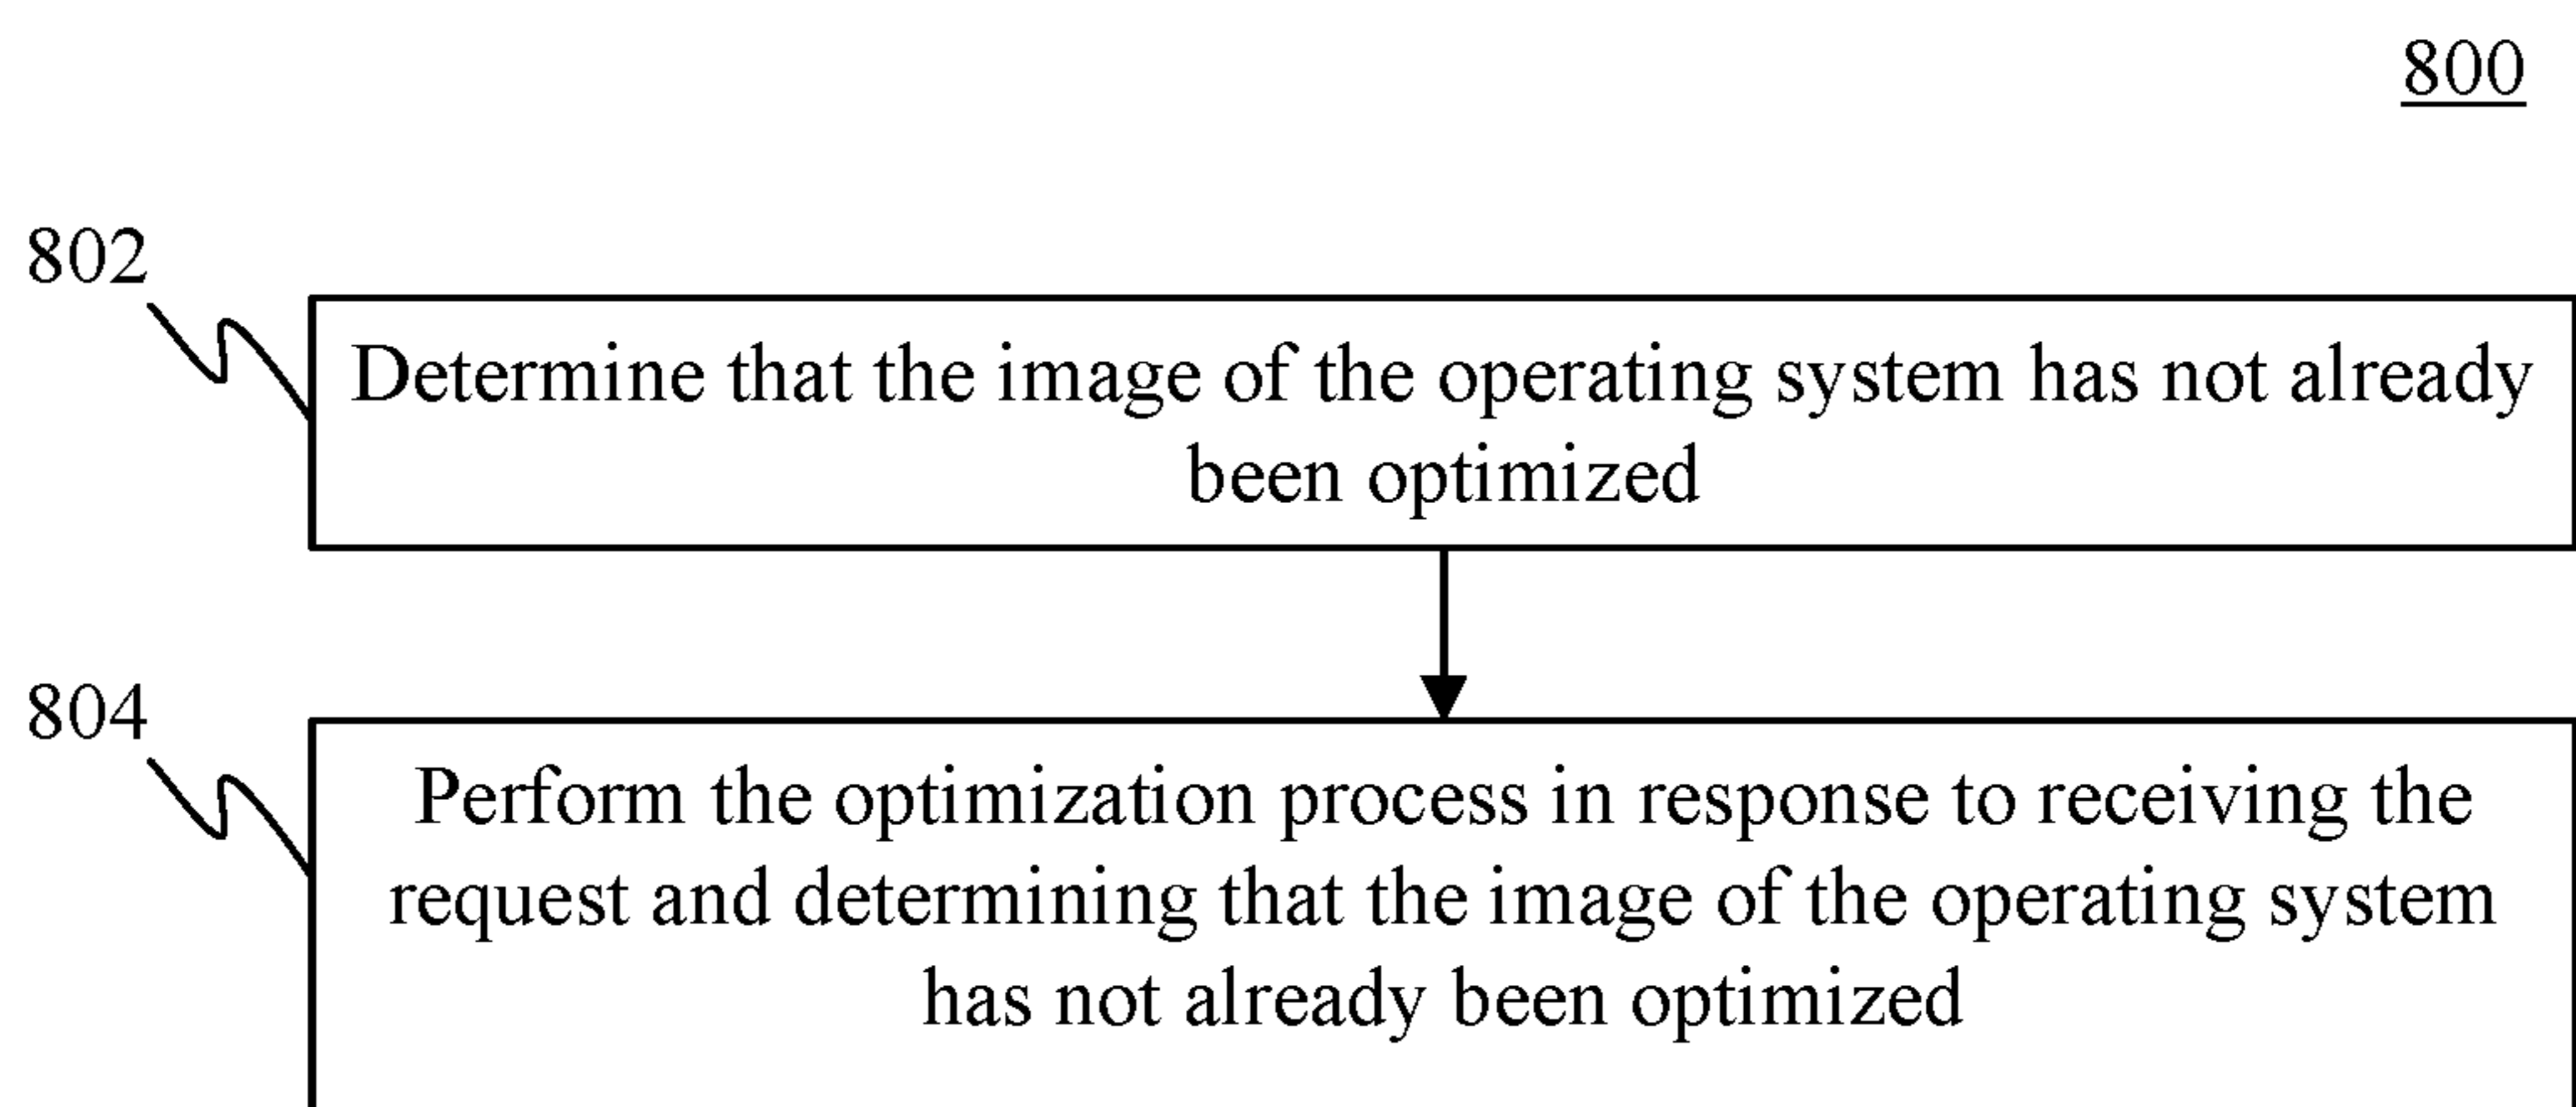 800
802
Determine that the image of the operating system has not already
been optimized
804
Perform the optimization process in response to receiving the
request and determining that the image of the operating system
has not already been optimized